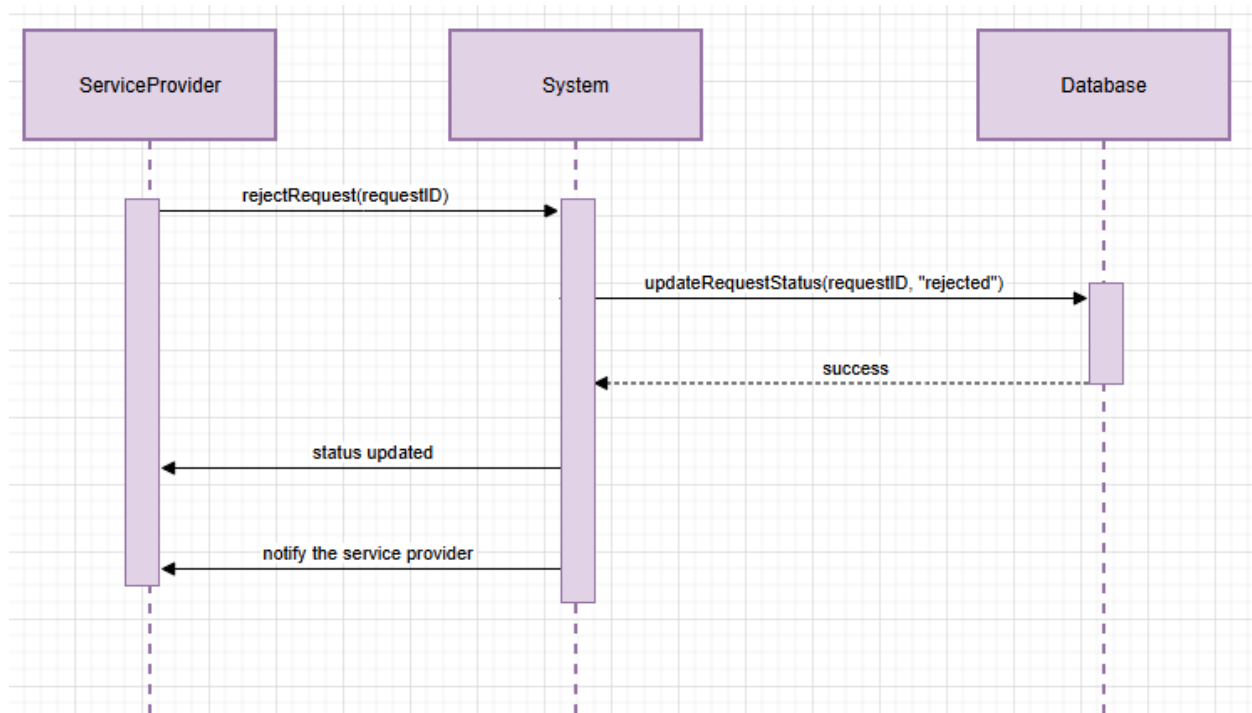 ServiceProvider
System
Database
rejectRequest(requestID)
updateRequestStatus(requestID, "rejected")
success
status updated
notify the service provider